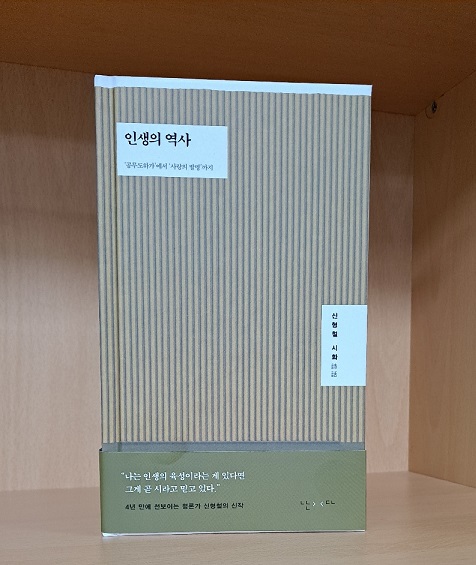 인생의 역사
'공무도하가'에서 '사랑의 발명'까지
신형철 시화 詩話
"나는 인생의 육성이라는 게 있다면
그게 곧 시라고 믿고 있다."
4년 만에 선보이는 평론가 신형철의 신작
난다